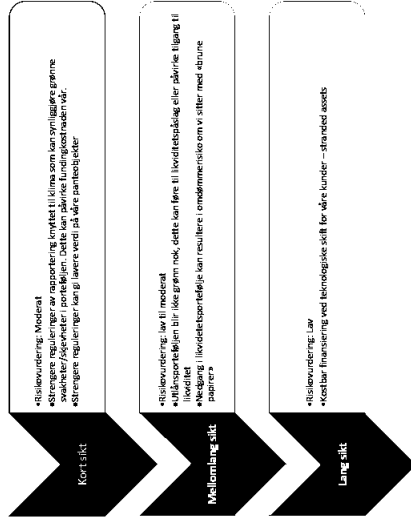 Kort sikt
•Risikovurdering: Moderat
•Strengere reguleringer av rapportering knyttet til klima som kan synliggjøre grønne
svakheter/skjevheter i porteføljen. Dette kan påvirke fundingkostnaden vår.
•Strengere reguleringer kan gi lavere verdi på våre panteobjekter
Mellomlang sikt
•Risikovurdering: lav til moderat
•Utlånsporteføljen blir ikke grønn nok, dette kan føre til likviditetspåslag eller påvirke tilgang til
likviditet
•Nedgang i likvidetetsportefølje kan resultere i omdømmerisiko om vi sitter med «brune
papirer»
Lang sikt
•Risikovurdering: Lav
•Kostbar finansiering ved teknologiske skift for våre kunder – stranded assets